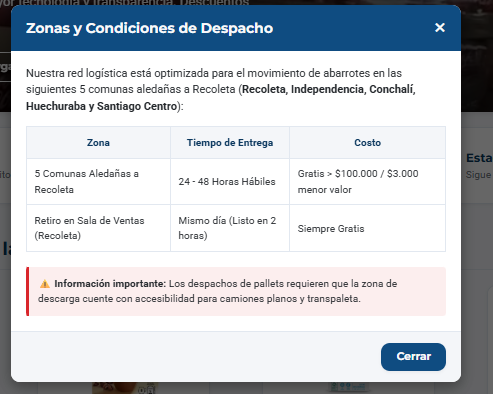 Tecnología y Transparencia. Descuentos
Zonas y Condiciones de Despacho
×
Nuestra red logística está optimizada para el movimiento de abarrotes en las
siguientes 5 comunas aledañas a Recoleta (Recoleta, Independencia, Conchalí,
Huechuraba y Santiago Centro):
Zona Tiempo de Entrega Costo
5 Comunas Aledañas a
Recoleta
24 - 48 Horas Hábiles
Gratis > $100.000 / $3.000
menor valor
Retiro en Sala de Ventas
(Recoleta)
Mismo día (Listo en 2
horas)
Siempre Gratis
Esta
Sigue
⚠ Información importante: Los despachos de pallets requieren que la zona de
descarga cuente con accesibilidad para camiones planos y transpaleta.
Cerrar